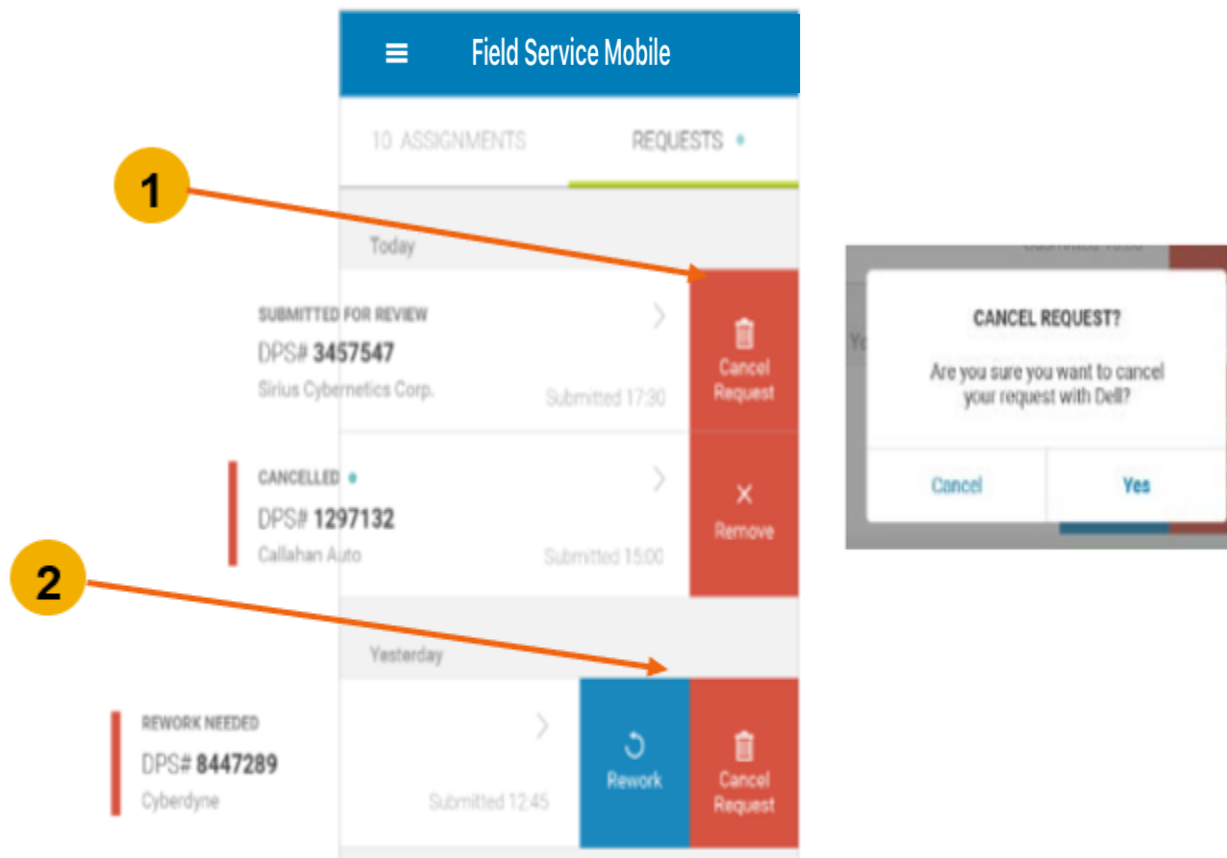 Field Service Mobile
10 ASSIGNMENTS
REQUESTS
1
Today
SUBMITTED FOR REVIEW
DPS# 3457547
Sirius Cybernetics Corp.
Submitted 17:30
Cancel
Request
CANCELLED
DPS# 1297132
Callahan Auto
Submitted 15:00
Remove
2
Yesterday
REWORK NEEDED
DPS# 8447289
Cyberdyne
Submitted 12:45
Rework
Cancel
Request
CANCEL REQUEST?
Are you sure you want to cancel
your request with Dell?
Cancel
Yes